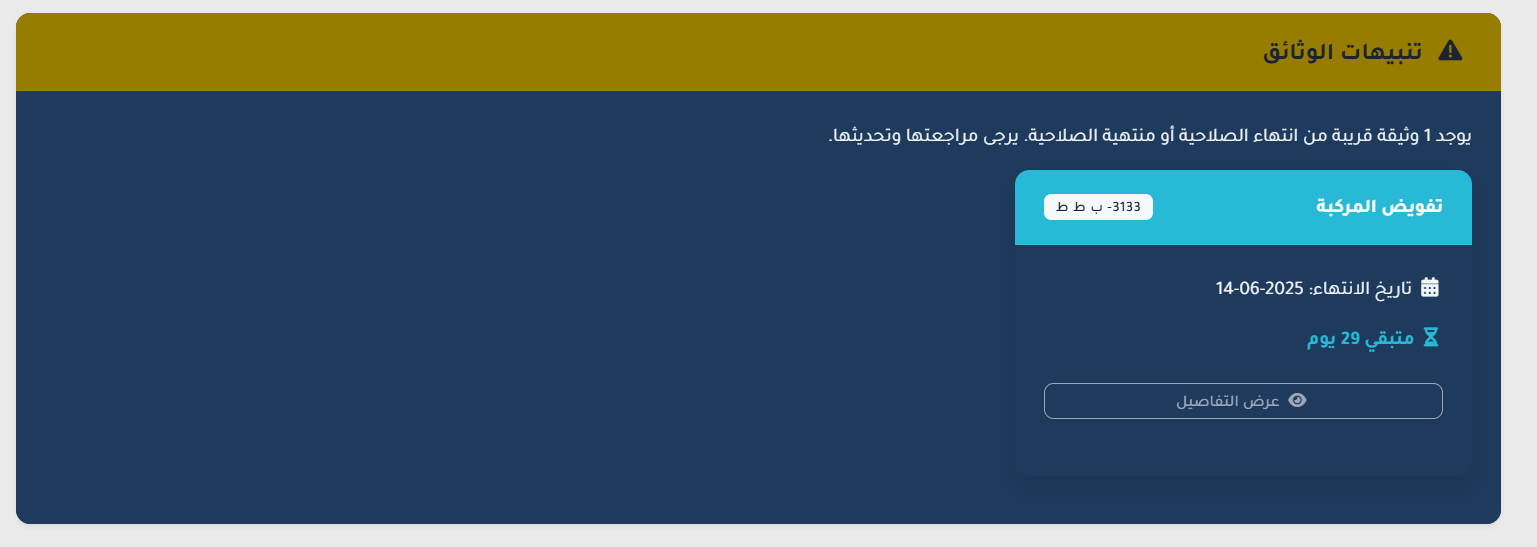 تنبيهات الوثائق
يوجد 1 وثيقة قريبة من انتهاء الصلاحية أو منتهية الصلاحية. يرجى مراجعتها وتحديثها.
تفويض المركبة
3133- ب ط ط
تاريخ الانتهاء: 2025-06-14
متبقي 29 يوم
عرض التفاصيل